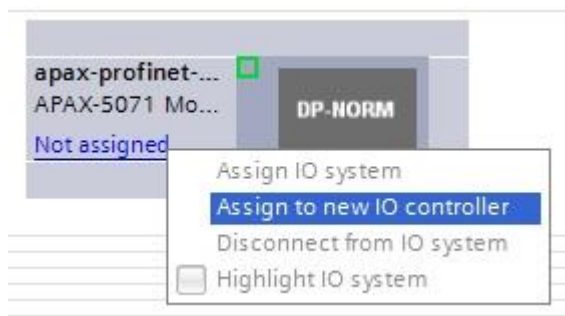 apax-profinet-...
APAX-5071 Mo...
DP-NORM
Not assigned
Assign IO system
Assign to new IO controller
Disconnect from IO system
Highlight IO system